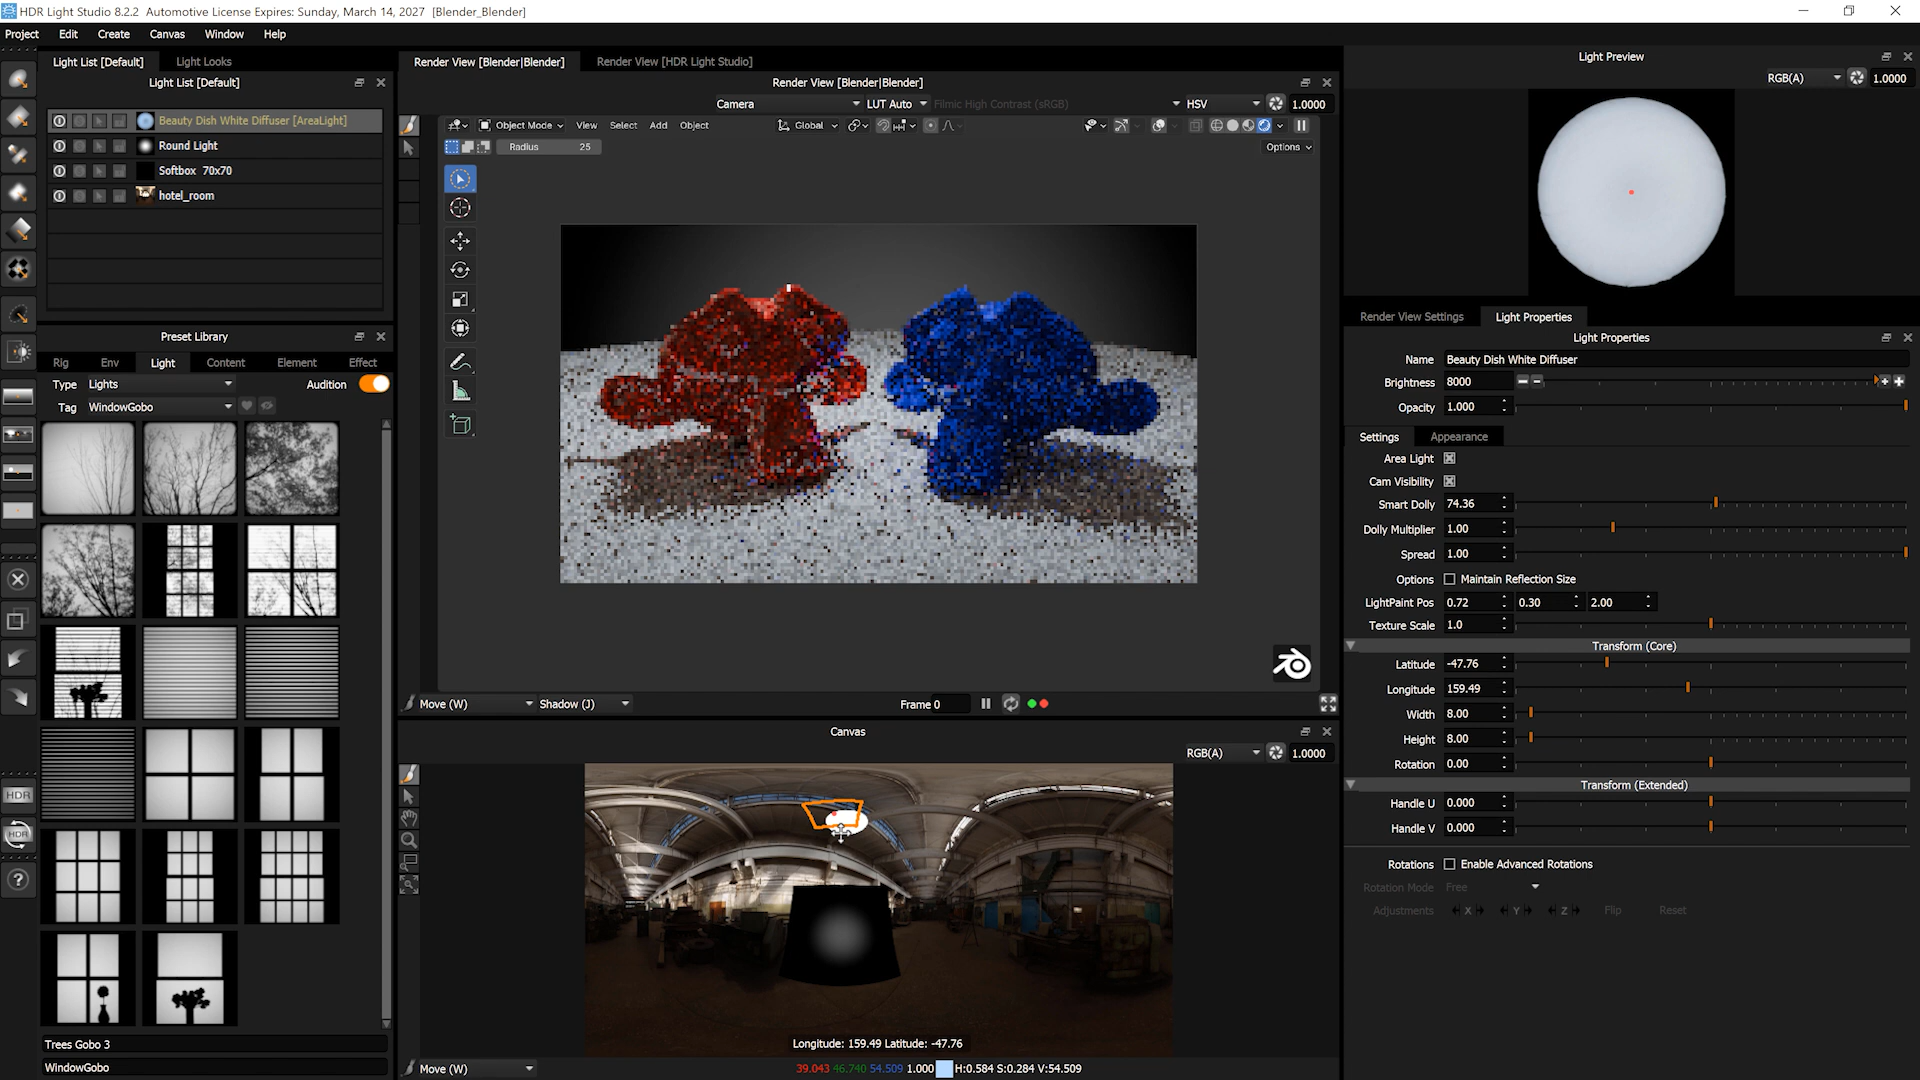 HDR Light Studio 8.2.2  Automotive License Expires: Sunday, March 14, 2027  [Blender_Blender]
Project Edit Create Canvas Window Help
Light List [Default] Light Looks
Light List [Default]
Beauty Dish White Diffuser [AreaLight]
Round Light
Softbox  70x70
hotel_room
Preset Library
Rig Env Light Content Element Effect
Type Lights Audition
Tag WindowGobo
Trees Gobo 3
WindowGobo
HDR
HDR
?
Render View [Blender|Blender] Render View [HDR Light Studio]
Render View [Blender|Blender]
Camera LUT Auto Filmic High Contrast (sRGB) HSV 1.0000
Object Mode View Select Add Object Global
Radius 25 Options
Move (W) Shadow (J) Frame 0
Canvas
RGB(A) 1.0000
Longitude: 159.49 Latitude: -47.76
Move (W) 39.043 46.740 54.509 1.000 H:0.584 S:0.284 V:54.509
Light Preview
RGB(A) 1.0000
Render View Settings Light Properties
Light Properties
Name Beauty Dish White Diffuser
Brightness 8000
Opacity 1.000
Settings Appearance
Area Light
Cam Visibility
Smart Dolly 74.36
Dolly Multiplier 1.00
Spread 1.00
Options Maintain Reflection Size
LightPaint Pos 0.72 0.30 2.00
Texture Scale 1.0
Transform (Core)
Latitude -47.76
Longitude 159.49
Width 8.00
Height 8.00
Rotation 0.00
Transform (Extended)
Handle U 0.000
Handle V 0.000
Rotations Enable Advanced Rotations
Rotation Mode Free
Adjustments X Y Z Flip Reset